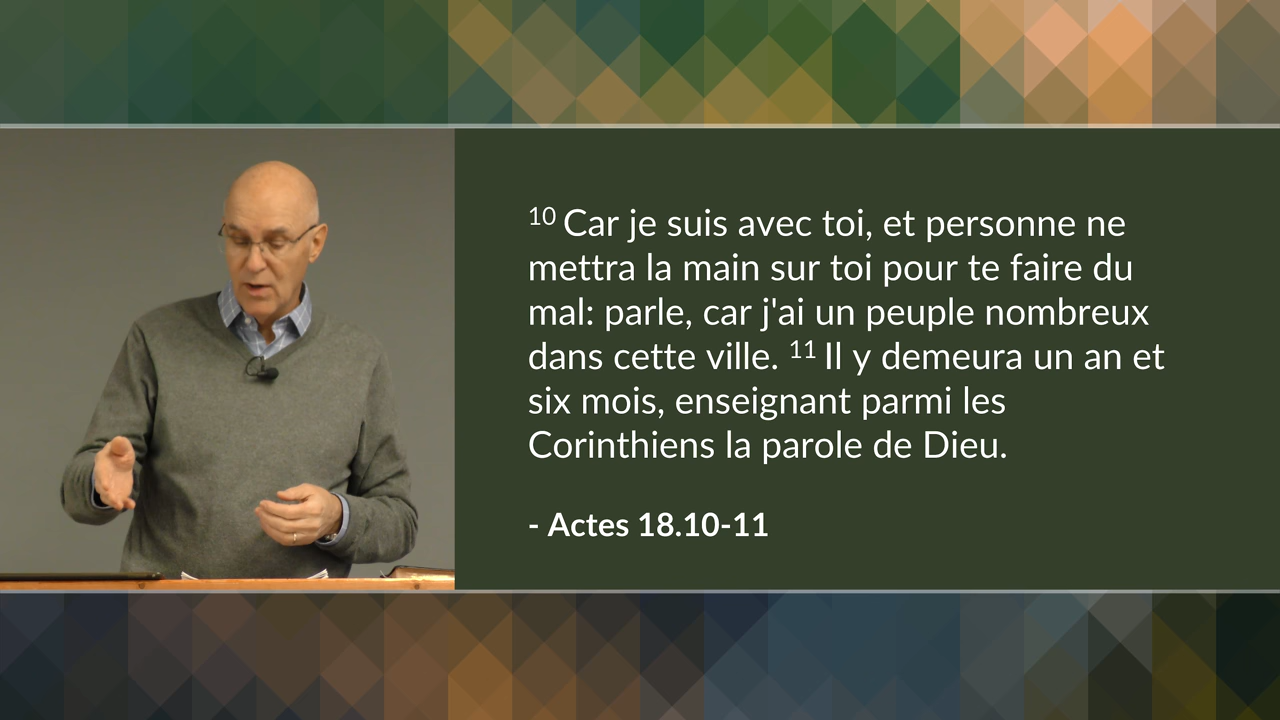 10 Car je suis avec toi, et personne ne
mettra la main sur toi pour te faire du
mal: parle, car j'ai un peuple nombreux
dans cette ville. 11 Il y demeura un an et
six mois, enseignant parmi les
Corinthiens la parole de Dieu.
- Actes 18.10-11